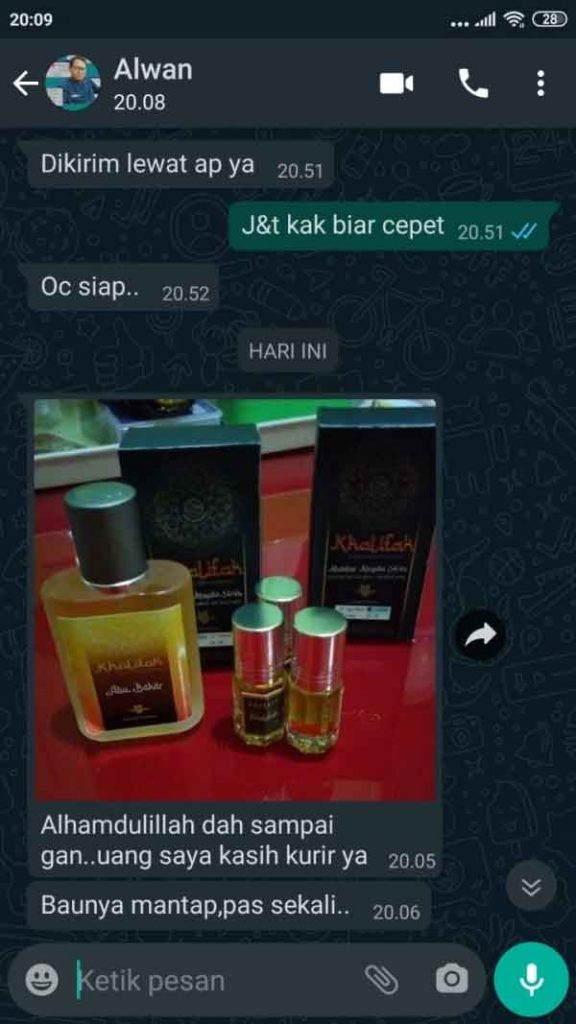 20:09
28
Alwan
20.08
Dikirim lewat ap ya 20.51
J&t kak biar cepet 20.51
Oc siap.. 20.52
HARI INI
Khalifah
Khalifah
Abu Bakar
Alhamdulillah dah sampai
gan..uang saya kasih kurir ya 20.05
Baunya mantap,pas sekali.. 20.06
Ketik pesan